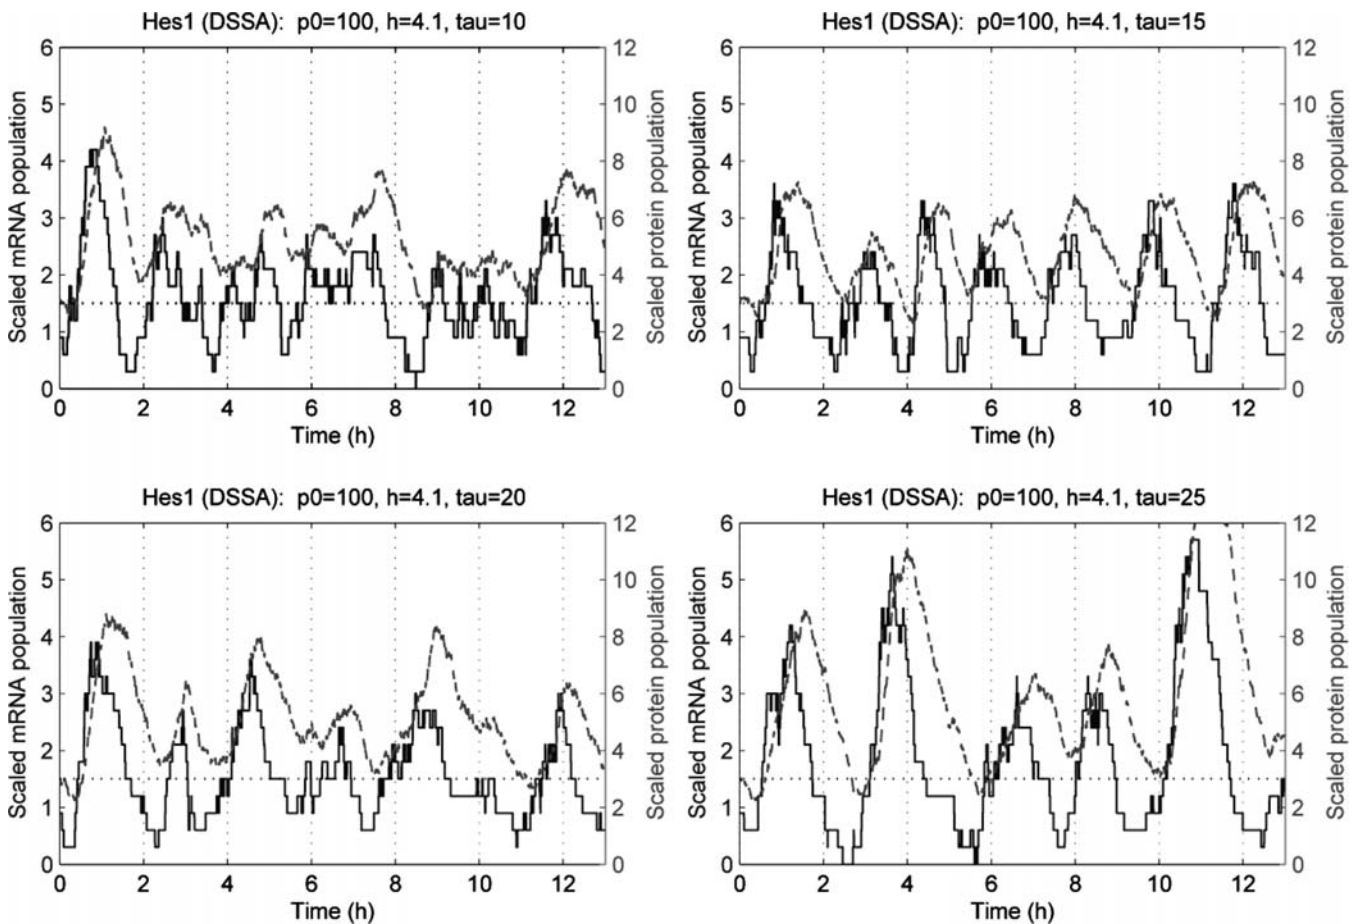 Hes1 (DSSA): p0=100, h=4.1, tau=10
6
5
4
3
2
1
0
12
10
8
6
4
2
0
0 2 4 6 8 10 12
Scaled mRNA population
Scaled protein population
Time (h)
Hes1 (DSSA): p0=100, h=4.1, tau=15
6
5
4
3
2
1
0
12
10
8
6
4
2
0
0 2 4 6 8 10 12
Scaled mRNA population
Scaled protein population
Time (h)
Hes1 (DSSA): p0=100, h=4.1, tau=20
6
5
4
3
2
1
0
12
10
8
6
4
2
0
0 2 4 6 8 10 12
Scaled mRNA population
Scaled protein population
Time (h)
Hes1 (DSSA): p0=100, h=4.1, tau=25
6
5
4
3
2
1
0
12
10
8
6
4
2
0
0 2 4 6 8 10 12
Scaled mRNA population
Scaled protein population
Time (h)